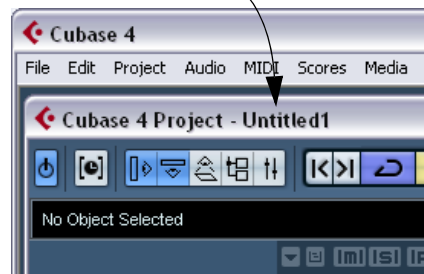 Cubase 4
File Edit Project Audio MIDI Scores Media
Cubase 4 Project - Untitled1
No Object Selected
m s